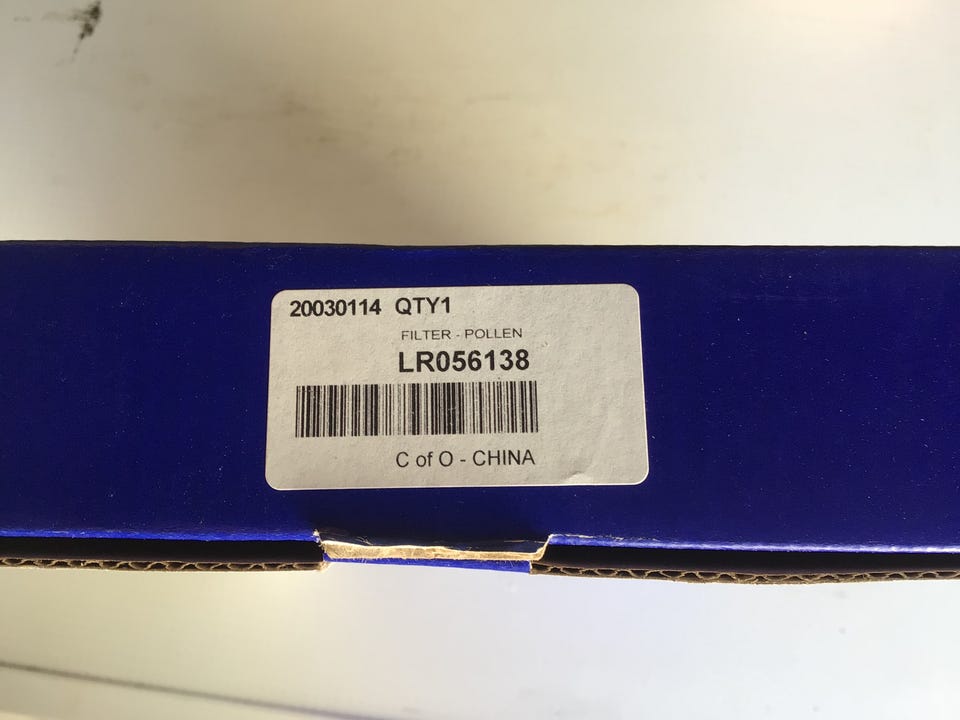 20030114 QTY1
FILTER - POLLEN
LR056138
C of O - CHINA